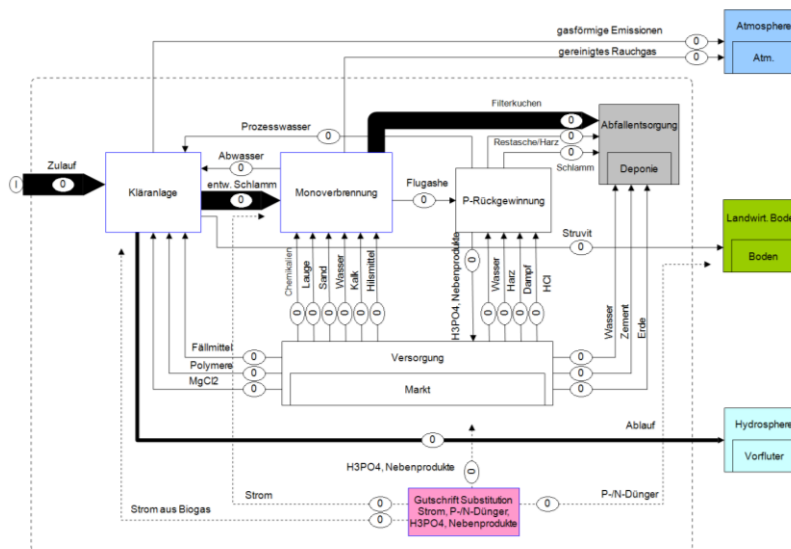 gasförmige Emissionen
0
Atmosphere
gereinigtes Rauchgas
0
Atm.
Filterkuchen
0
Prozesswasser
0
Abfallentsorgung
Restasche/Harz
0
Zulauf
I
0
Kläranlage
Abwasser
0
entw. Schlamm
0
Monoverbrennung
Flugashe
0
P-Rückgewinnung
0
Schlamm
Deponie
Landwirt. Bode
Struvit
0
Boden
Chemikalien
0
Lauge
0
Sand
0
Wasser
0
Kalk
0
Hilsmittel
0
H3PO4, Nebenprodukte
0
Wasser
0
Harz
0
Dampf
0
HCl
0
Wasser
Zement
Erde
Fällmittel
0
Polymere
0
MgCl2
0
Versorgung
Markt
0
0
0
Ablauf
0
Hydrosphere
Vorfluter
H3PO4, Nebenprodukte
0
Strom
0
Strom aus Biogas
0
Gutschrift Substitution
Strom, P-/N-Dünger,
H3PO4, Nebenprodukte
0
P-/N-Dünger